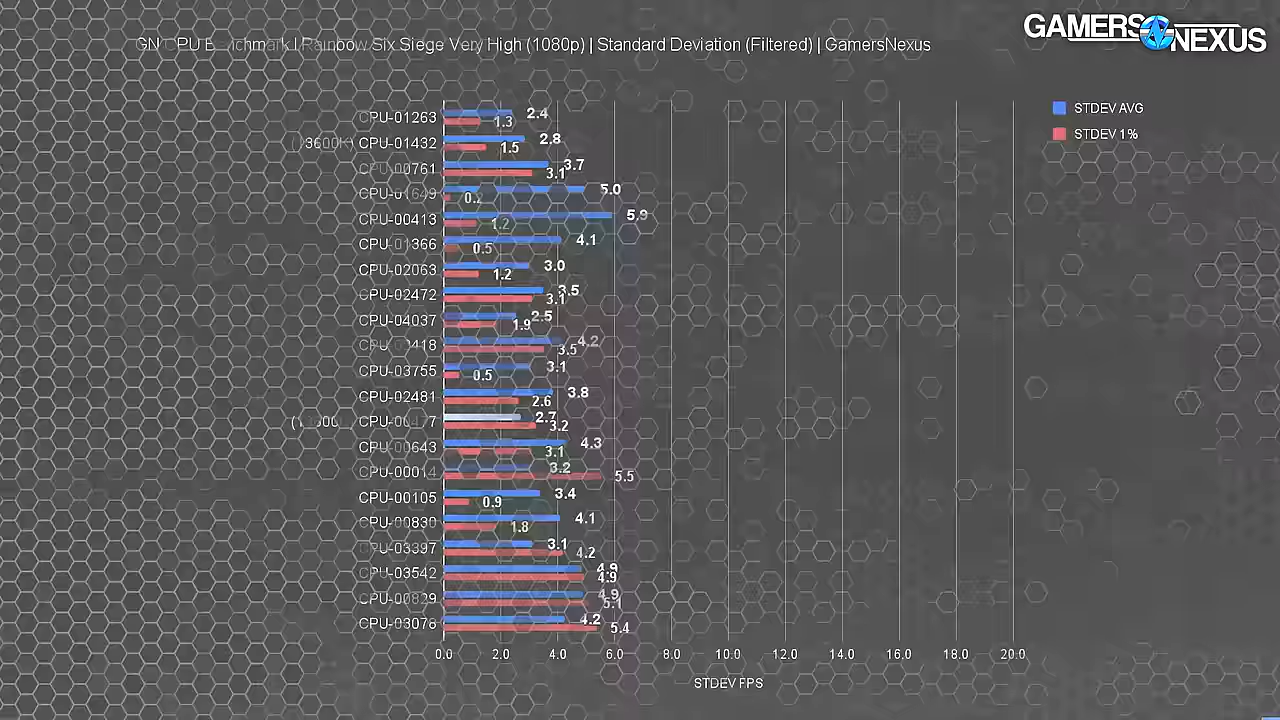 GAMERS NEXUS
GN CPU Benchmark | Rainbow Six Siege Very High (1080p) | Standard Deviation (Filtered) | GamersNexus
STDEV AVG
STDEV 1%
CPU-01263 2.4 1.3
CPU-01432 2.8 1.5
CPU-00761 3.7 3.1
CPU-01649 5.0
CPU-00413 5.9 1.2
CPU-01366 4.1 0.5
CPU-02063 3.0 1.2
CPU-02472 3.5 3.1
CPU-04037 2.5 1.9
4.2 3.5
CPU-03755 3.1 0.5
CPU-02481 3.8 2.6
2.7 3.2
CPU-00643 4.3 3.1
CPU-00014 3.2 5.5
CPU-00105 3.4 0.9
CPU-00830 4.1 1.8
CPU-03397 3.1 4.2
CPU-03542 4.9 4.9
CPU-00829 4.9 5.1
CPU-03076 4.2 5.4
0.0 2.0 4.0 6.0 8.0 10.0 12.0 14.0 16.0 18.0 20.0
STDEV FPS